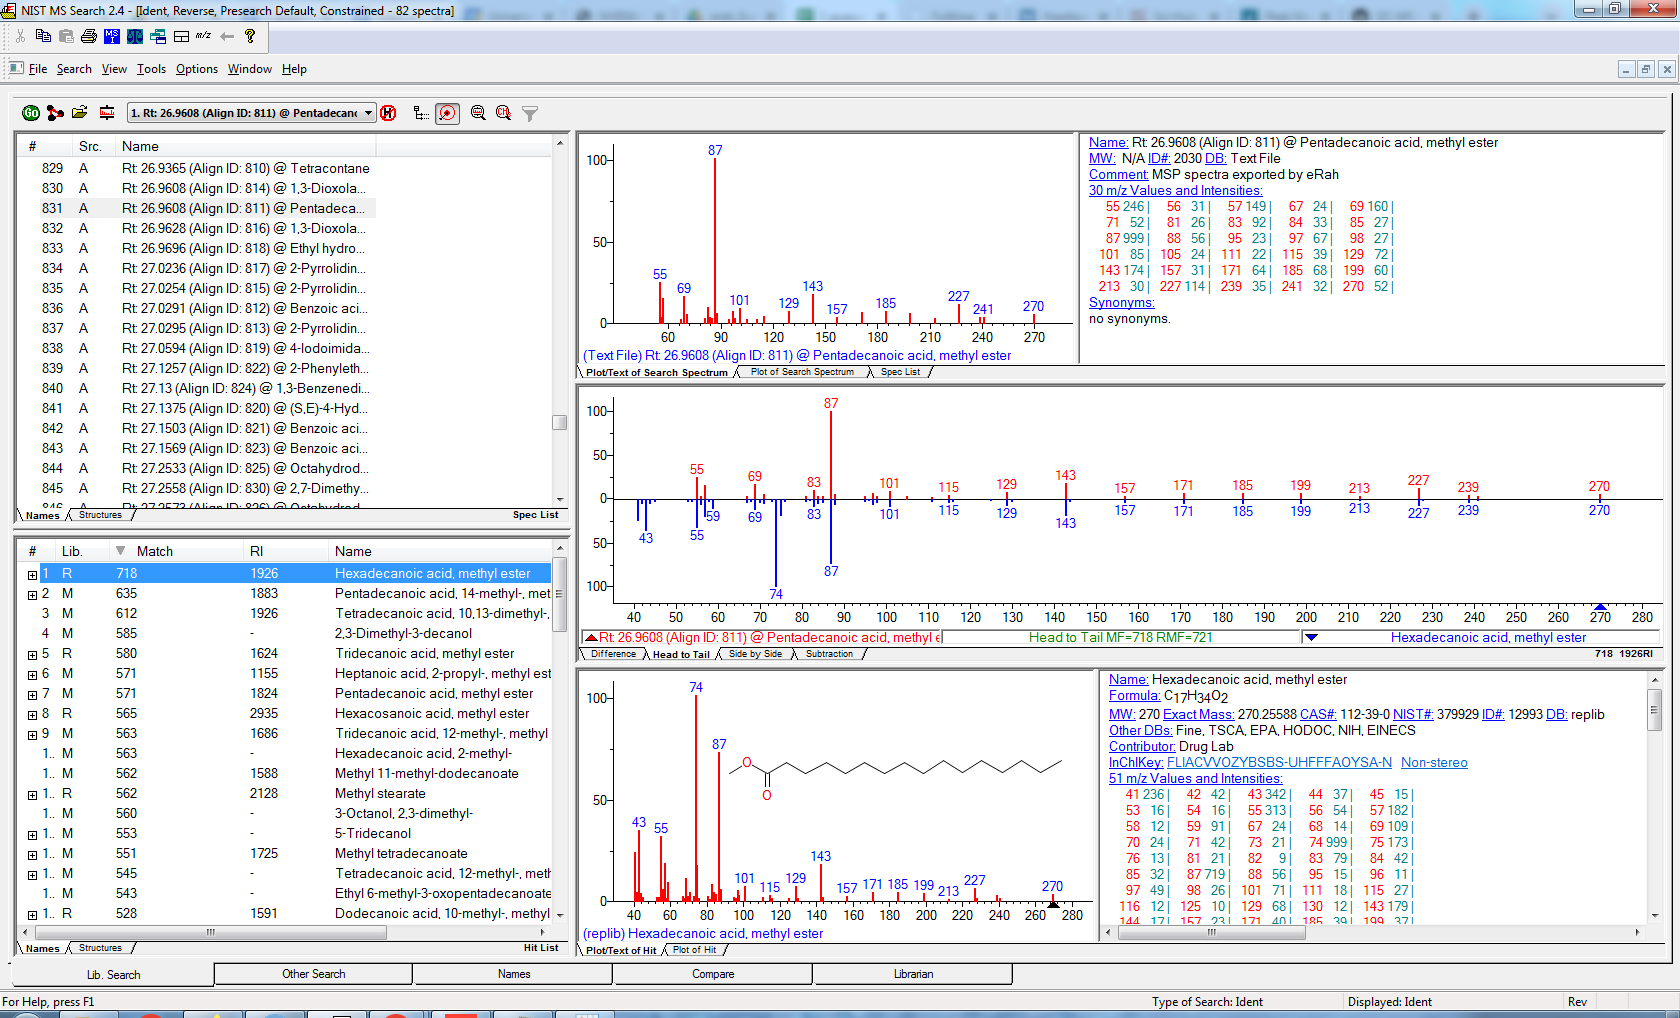 NIST MS Search 2.4 - [Ident, Reverse, Presearch Default, Constrained - 82 spectra]
File Search View Tools Options Window Help
1. Rt: 26.9608 (Align ID: 811) @ Pentadecanc
# Src. Name
829 A Rt: 26.9365 (Align ID: 810) @ Tetracontane
830 A Rt: 26.9608 (Align ID: 814) @ 1,3-Dioxola...
831 A Rt: 26.9608 (Align ID: 811) @ Pentadeca...
832 A Rt: 26.9628 (Align ID: 816) @ 1,3-Dioxola...
833 A Rt: 26.9696 (Align ID: 818) @ Ethyl hydro...
834 A Rt: 27.0236 (Align ID: 817) @ 2-Pyrrolidin...
835 A Rt: 27.0254 (Align ID: 815) @ 2-Pyrrolidin...
836 A Rt: 27.0291 (Align ID: 812) @ Benzoic aci...
837 A Rt: 27.0295 (Align ID: 813) @ 2-Pyrrolidin...
838 A Rt: 27.0594 (Align ID: 819) @ 4-Iodoimida...
839 A Rt: 27.1257 (Align ID: 822) @ 2-Phenyleth...
840 A Rt: 27.13 (Align ID: 824) @ 1,3-Benzenedi...
841 A Rt: 27.1375 (Align ID: 820) @ (S,E)-4-Hyd...
842 A Rt: 27.1503 (Align ID: 821) @ Benzoic aci...
843 A Rt: 27.1569 (Align ID: 823) @ Benzoic aci...
844 A Rt: 27.2533 (Align ID: 825) @ Octahydrod...
845 A Rt: 27.2558 (Align ID: 830) @ 2,7-Dimethy...
Names Structures Spec List
# Lib. Match RI Name
1 R 718 1926 Hexadecanoic acid, methyl ester
2 M 635 1883 Pentadecanoic acid, 14-methyl-, met
3 M 612 1926 Tetradecanoic acid, 10,13-dimethyl-,
4 M 585 - 2,3-Dimethyl-3-decanol
5 R 580 1624 Tridecanoic acid, methyl ester
6 M 571 1155 Heptanoic acid, 2-propyl-, methyl est
7 M 571 1824 Pentadecanoic acid, methyl ester
8 R 565 2935 Hexacosanoic acid, methyl ester
9 M 563 1686 Tridecanoic acid, 12-methyl-, methyl
1.. M 563 - Hexadecanoic acid, 2-methyl-
1.. M 562 1588 Methyl 11-methyl-dodecanoate
1.. R 562 2128 Methyl stearate
1.. M 560 - 3-Octanol, 2,3-dimethyl-
1.. M 553 - 5-Tridecanol
1.. M 551 1725 Methyl tetradecanoate
1.. M 545 - Tetradecanoic acid, 12-methyl-, meth
1.. M 543 - Ethyl 6-methyl-3-oxopentadecanoate
1.. R 528 1591 Dodecanoic acid, 10-methyl-, methyl
Names Structures Hit List
100 50 0
87 55 69 101 129 143 157 185 227 241 270
60 90 120 150 180 210 240 270
(Text File) Rt: 26.9608 (Align ID: 811) @ Pentadecanoic acid, methyl ester
Plot/Text of Search Spectrum Plot of Search Spectrum Spec List
Name: Rt: 26.9608 (Align ID: 811) @ Pentadecanoic acid, methyl ester
MW: N/A ID#: 2030 DB: Text File
Comment: MSP spectra exported by eRah
30 m/z Values and Intensities:
55 246 | 56 31 | 57 149 | 67 24 | 69 160 |
71 52 | 81 26 | 83 92 | 84 33 | 85 27 |
87 999 | 88 56 | 95 23 | 97 67 | 98 27 |
101 85 | 105 24 | 111 22 | 115 39 | 129 72 |
143 174 | 157 31 | 171 64 | 185 68 | 199 60 |
213 30 | 227 114 | 239 35 | 241 32 | 270 52 |
Synonyms:
no synonyms.
100 50 0 50 100
87 55 69 83 101 115 129 143 157 171 185 199 213 227 239 270
43 55 59 69 74 83 87 101 115 129 143 157 171 185 199 213 227 239 270
40 50 60 70 80 90 100 110 120 130 140 150 160 170 180 190 200 210 220 230 240 250 260 270 280
Rt: 26.9608 (Align ID: 811) @ Pentadecanoic acid, methyl e Head to Tail MF=718 RMF=721 Hexadecanoic acid, methyl ester
Difference Head to Tail Side by Side Subtraction 718 1926RI
100 50 0
74 87 43 55 101 115 129 143 157 171 185 199 213 227 270
O
O
40 60 80 100 120 140 160 180 200 220 240 260 280
(replib) Hexadecanoic acid, methyl ester
Plot/Text of Hit Plot of Hit
Name: Hexadecanoic acid, methyl ester
Formula: C17H34O2
MW: 270 Exact Mass: 270.25588 CAS#: 112-39-0 NIST#: 379929 ID#: 12993 DB: replib
Other DBs: Fine, TSCA, EPA, HODOC, NIH, EINECS
Contributor: Drug Lab
InChIKey: FLIACVVOZYBSBS-UHFFFAOYSA-N Non-stereo
51 m/z Values and Intensities:
41 236 | 42 42 | 43 342 | 44 37 | 45 15 |
53 16 | 54 16 | 55 313 | 56 54 | 57 182 |
58 12 | 59 91 | 67 24 | 68 14 | 69 109 |
70 24 | 71 42 | 73 21 | 74 999 | 75 173 |
76 13 | 81 21 | 82 9 | 83 79 | 84 42 |
85 32 | 87 719 | 88 56 | 95 15 | 96 11 |
97 49 | 98 26 | 101 71 | 111 18 | 115 27 |
116 12 | 125 10 | 129 68 | 130 12 | 143 179 |
144 17 | 157 23 | 171 40 | 185 39 | 199 37 |
Lib. Search Other Search Names Compare Librarian
For Help, press F1 Type of Search: Ident Displayed: Ident Rev